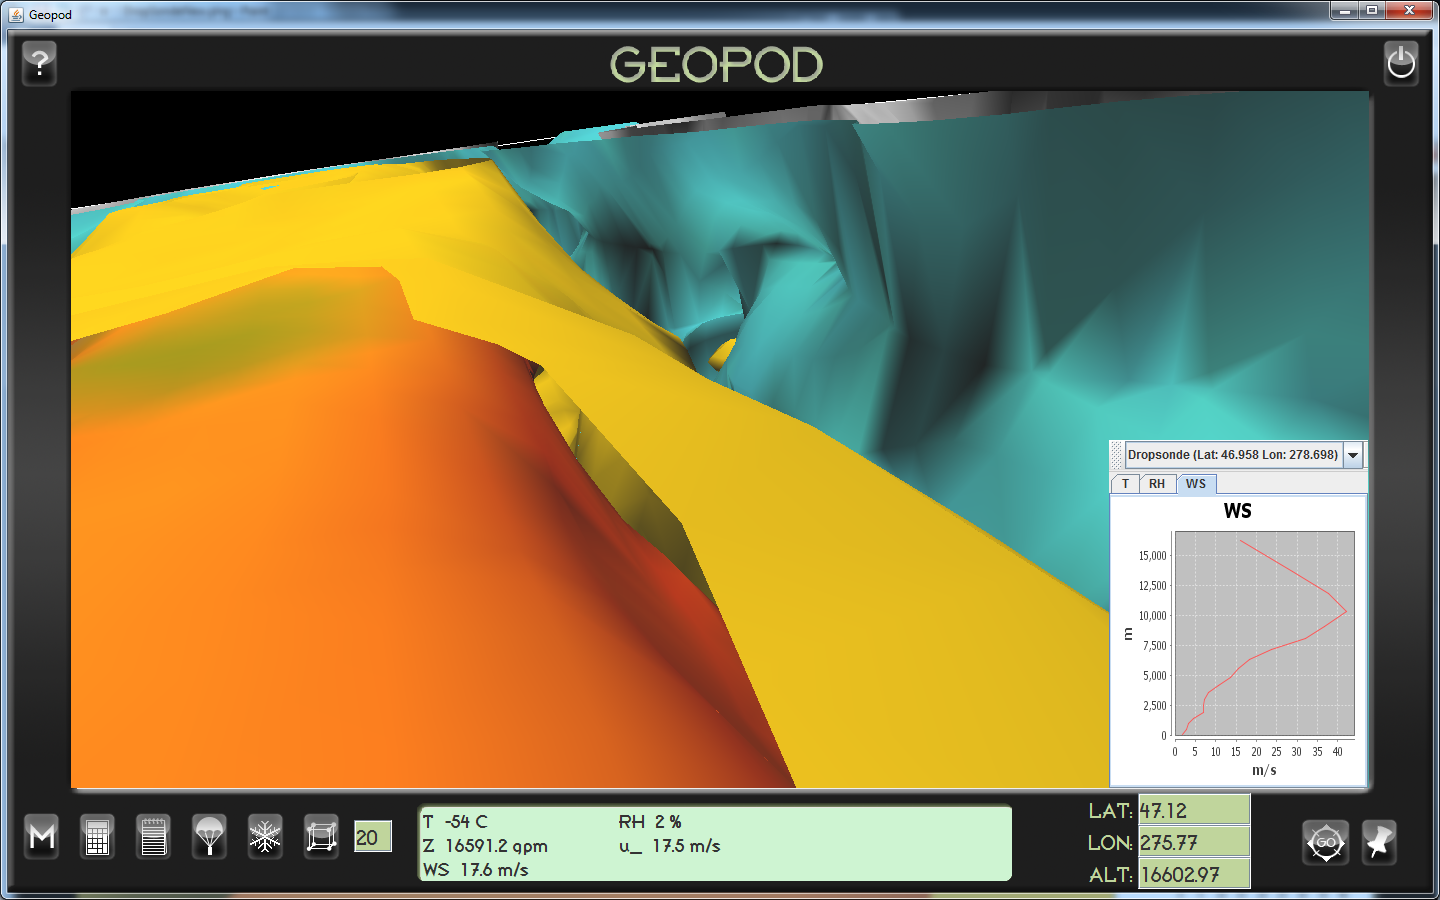 Geopod
?
GEOPOD
Dropsonde (Lat: 46.958 Lon: 278.698)
T RH WS
WS
15,000
12,500
10,000
7,500
5,000
2,500
0
m
0 5 10 15 20 25 30 35 40
m/s
T -54 C RH 2 %
Z 16591.2 gpm u_ 17.5 m/s
WS 17.6 m/s
M
20
LAT: 47.12
LON: 275.77
ALT: 16602.97
GO